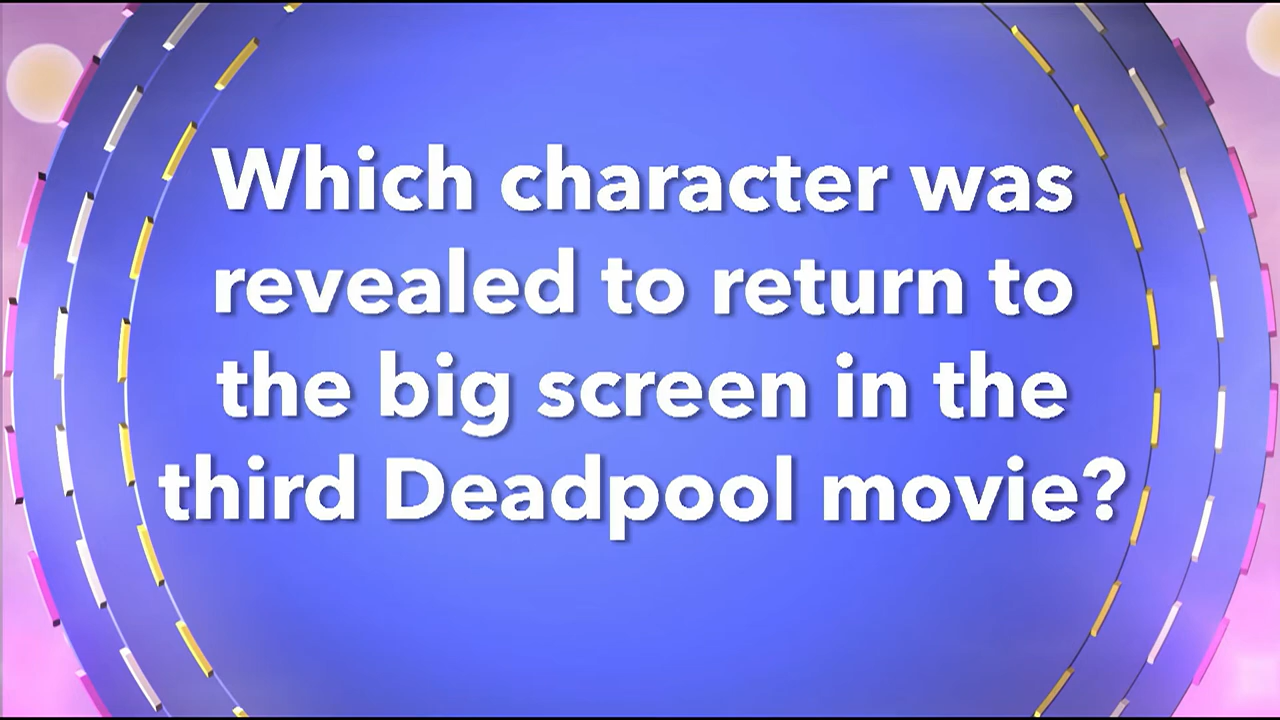 Which character was
revealed to return to
the big screen in the
third Deadpool movie?